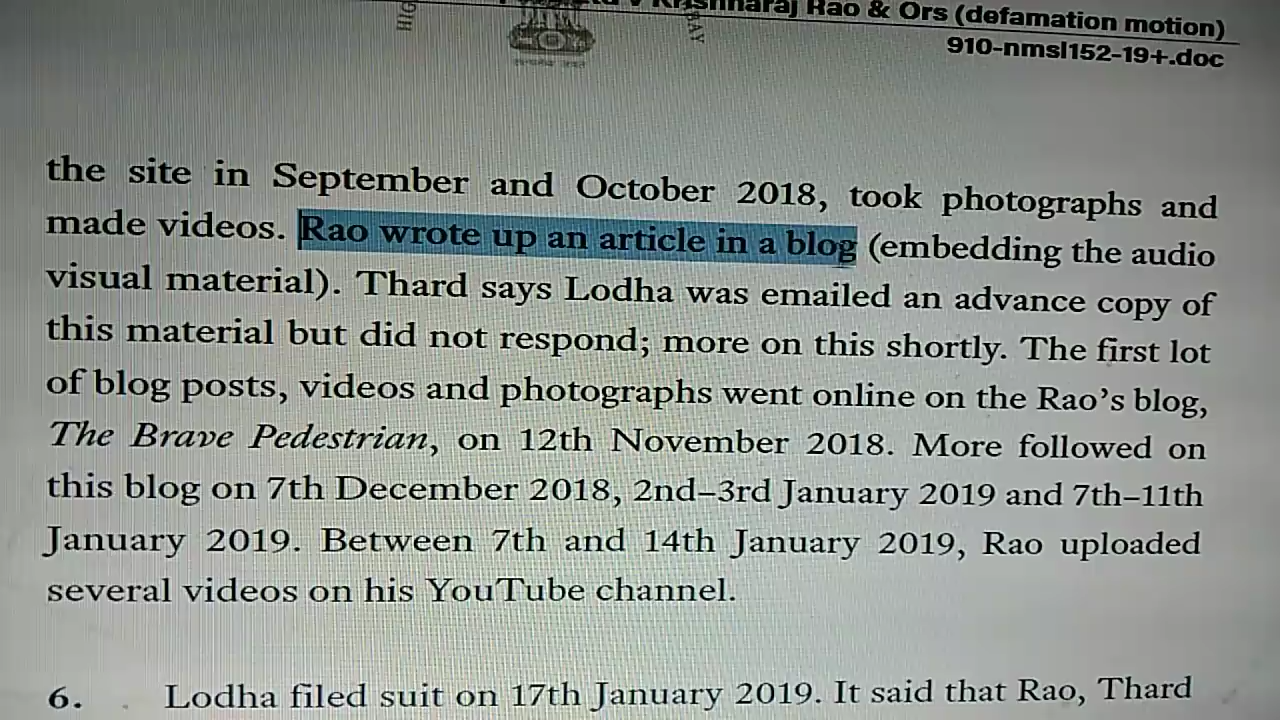 Krishnaraj Rao & Ors (defamation motion)
910-nmsl152-19+.doc
the site in September and October 2018, took photographs and
made videos. Rao wrote up an article in a blog (embedding the audio
visual material). Thard says Lodha was emailed an advance copy of
this material but did not respond; more on this shortly. The first lot
of blog posts, videos and photographs went online on the Rao’s blog,
The Brave Pedestrian, on 12th November 2018. More followed on
this blog on 7th December 2018, 2nd–3rd January 2019 and 7th–11th
January 2019. Between 7th and 14th January 2019, Rao uploaded
several videos on his YouTube channel.
6. Lodha filed suit on 17th January 2019. It said that Rao, Thard